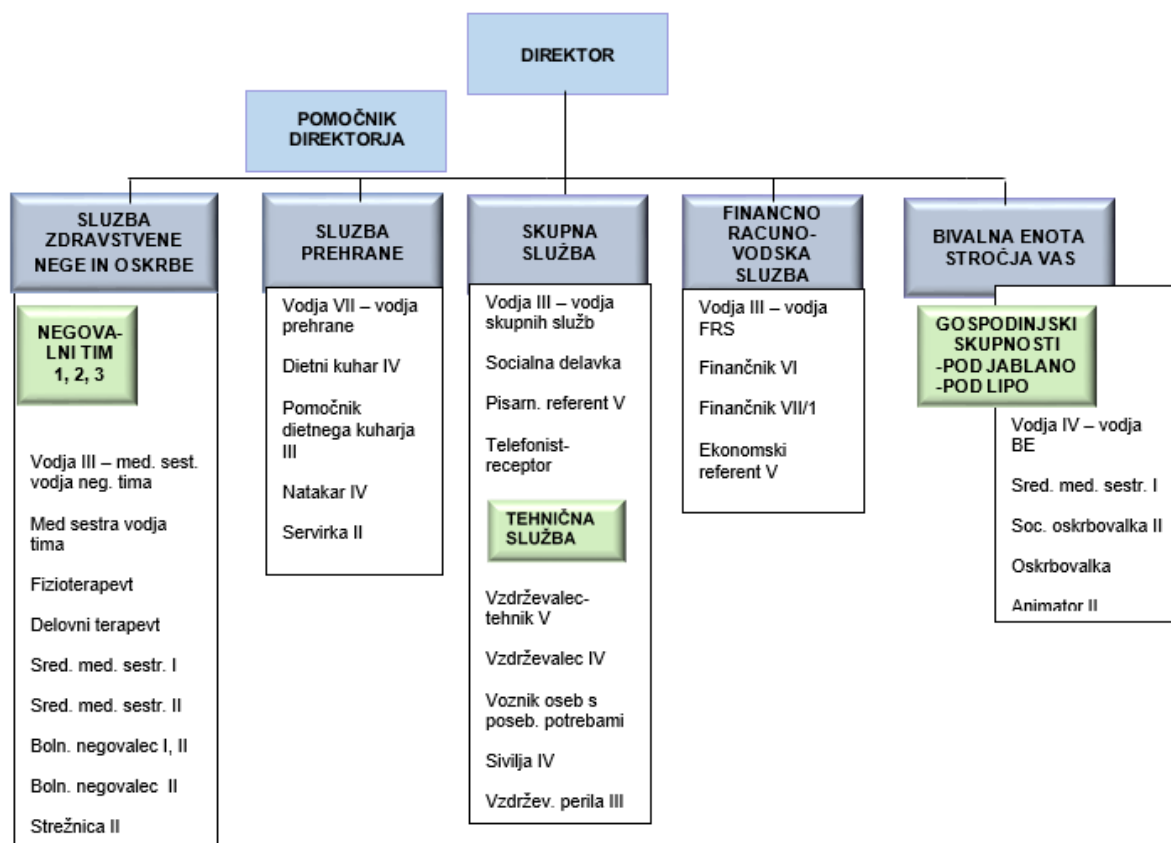 DIREKTOR
POMOČNIK
DIREKTORJA
SLUZBA
ZDRAVSTVENE
NEGE IN OSKRBE
NEGOVA-
LNI TIM
1, 2, 3
Vodja III – med. sest.
vodja neg. tima
Med sestra vodja
tima
Fizioterapevt
Delovni terapevt
Sred. med. sestr. I
Sred. med. sestr. II
Boln. negovalec I, II
Boln. negovalec II
Strežnica II
SLUZBA
PREHRANE
Vodja VII – vodja
prehrane
Dietni kuhar IV
Pomočnik
dietnega kuharja
III
Natakar IV
Servirka II
SKUPNA
SLUŽBA
Vodja III – vodja
skupnih služb
Socialna delavka
Pisarn. referent V
Telefonist-
receptor
TEHNIČNA
SLUŽBA
Vzdrževalec-
tehnik V
Vzdrževalec IV
Voznik oseb s
poseb. potrebami
Sivilja IV
Vzdržev. perila III
FINANCNO
RACUNO-
VODSKA
SLUZBA
Vodja III – vodja
FRS
Finančnik VI
Finančnik VII/1
Ekonomski
referent V
BIVALNA ENOTA
STROČJA VAS
GOSPODINJSKI
SKUPNOSTI
-POD JABLANO
-POD LIPO
Vodja IV – vodja
BE
Sred. med. sestr. I
Soc. oskrbovalka II
Oskrbovalka
Animator II